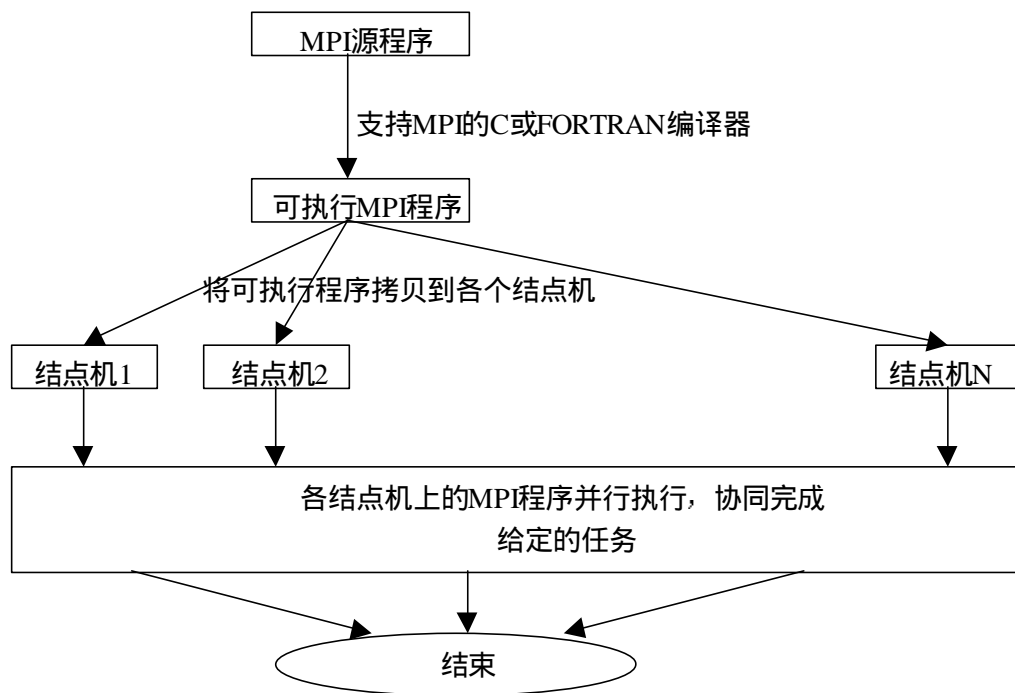 MPI源程序
支持MPI的C或FORTRAN编译器
可执行MPI程序
将可执行程序拷贝到各个结点机
结点机1
结点机2
结点机N
各结点机上的MPI程序并行执行，协同完成
给定的任务
结束